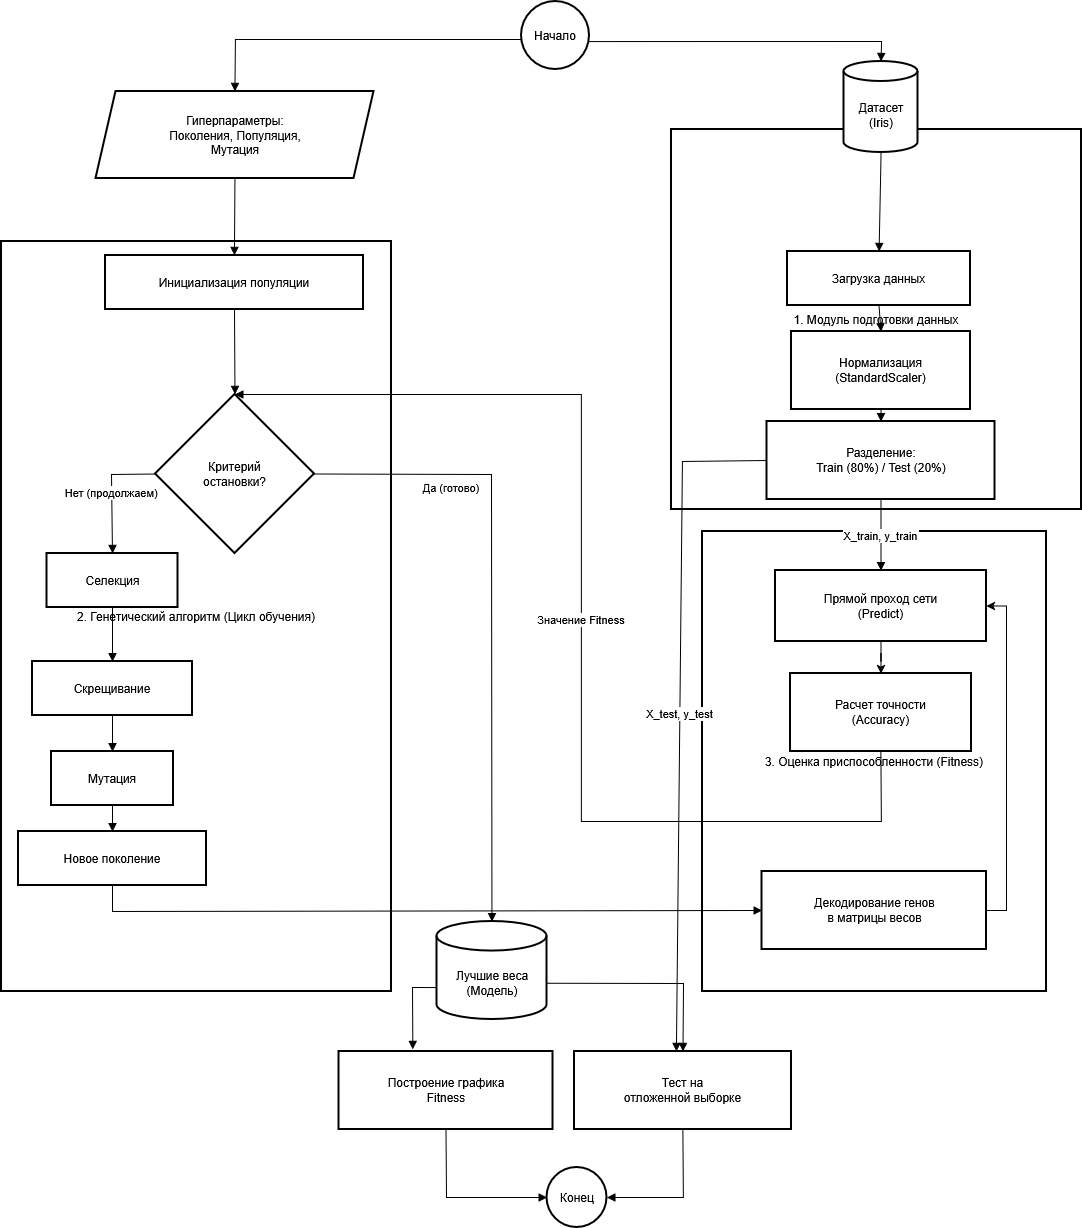 Начало
Гиперпараметры:
Поколения, Популяция,
Мутация
Датасет
(Iris)
Инициализация популяции
Загрузка данных
1. Модуль подготовки данных
Нормализация
(StandardScaler)
Разделение:
Train (80%) / Test (20%)
Критерий
остановки?
Нет (продолжаем)
Да (готово)
X_train, y_train
Селекция
2. Генетический алгоритм (Цикл обучения)
Прямой проход сети
(Predict)
Значение Fitness
Скрещивание
Расчет точности
(Accuracy)
X_test, y_test
3. Оценка приспособленности (Fitness)
Мутация
Новое поколение
Декодирование генов
в матрицы весов
Лучшие веса
(Модель)
Построение графика
Fitness
Тест на
отложенной выборке
Конец